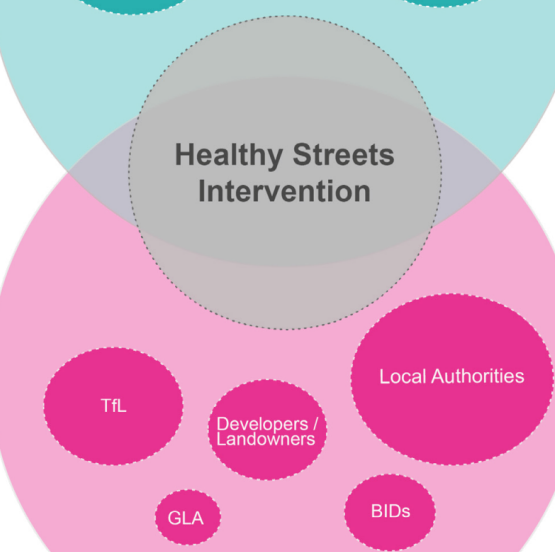 Healthy Streets
Intervention
Local Authorities
TfL
Developers /
Landowners
GLA
BIDs